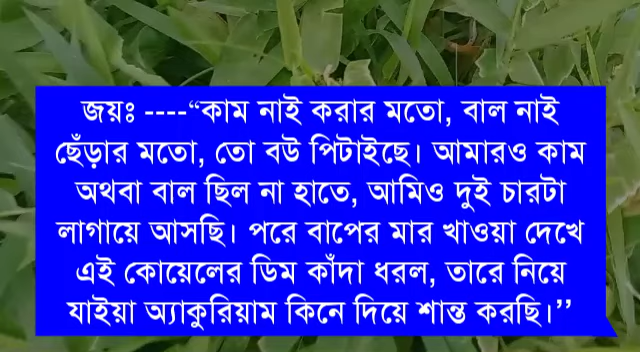 জয়ঃ ----“কাম নাই করার মতো, বাল নাই
ছেঁড়ার মতো, তো বউ পিটাইছে। আমারও কাম
অথবা বাল ছিল না হাতে, আমিও দুই চারটা
লাগায়ে আসছি। পরে বাপের মার খাওয়া দেখে
এই কোয়েলের ডিম কাঁদা ধরল, তারে নিয়ে
যাইয়া অ্যাকুরিয়াম কিনে দিয়ে শান্ত করছি।’’